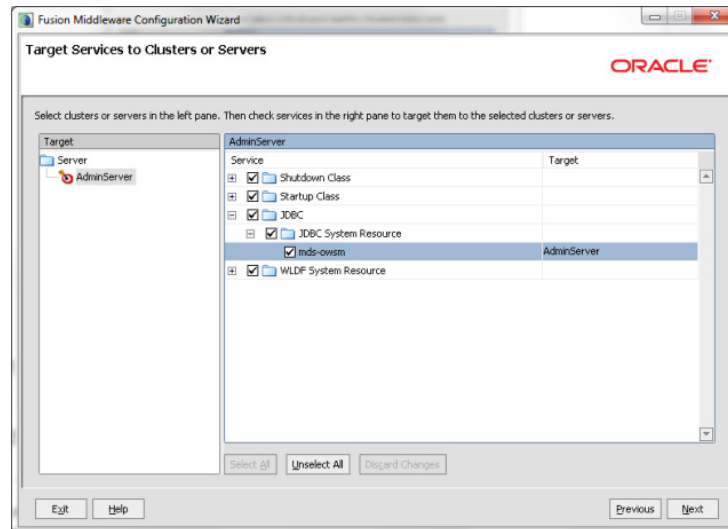 Fusion Middleware Configuration Wizard
Target Services to Clusters or Servers
ORACLE
Select clusters or servers in the left pane. Then check services in the right pane to target them to the selected clusters or servers.
Target
Server
AdminServer
AdminServer
Service Target
Shutdown Class
Startup Class
JDBC
JDBC System Resource
mds-owsm AdminServer
WLDF System Resource
Select All Unselect All Discard Changes
Exit Help Previous Next